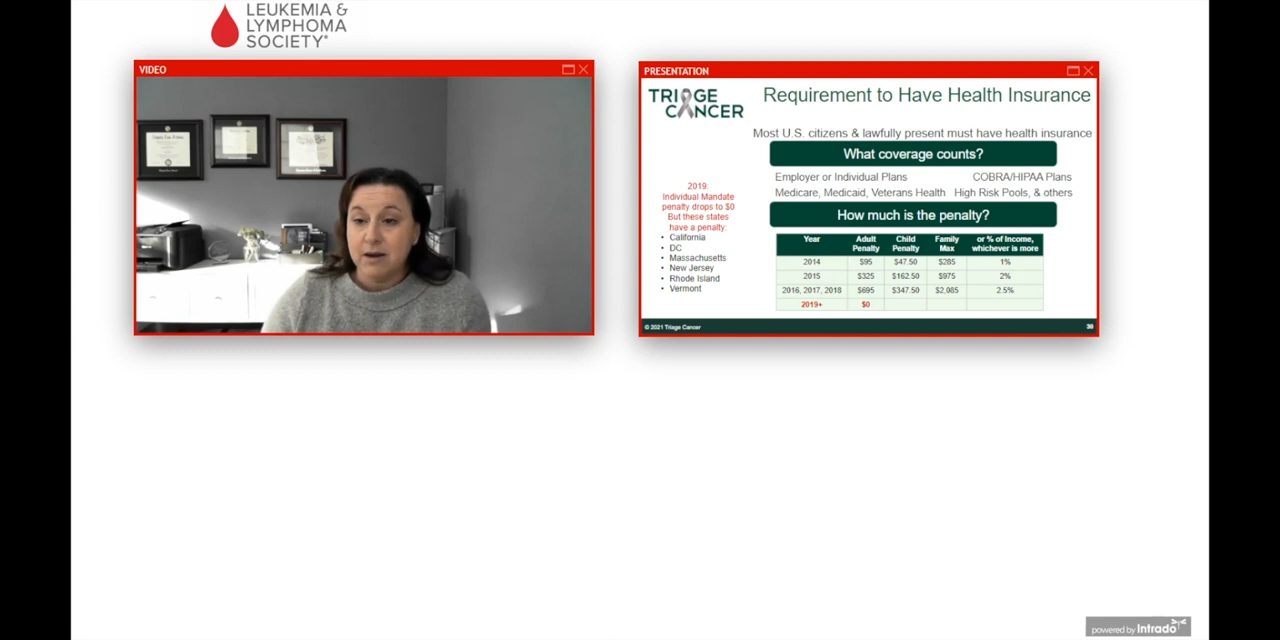 LEUKEMIA &
LYMPHOMA
SOCIETY®
VIDEO
PRESENTATION
TRIAGE
CANCER
Requirement to Have Health Insurance
Most U.S. citizens & lawfully present must have health insurance
What coverage counts?
Employer or Individual Plans COBRA/HIPAA Plans
Medicare, Medicaid, Veterans Health High Risk Pools, & others
2019:
Individual Mandate
penalty drops to $0
But these states
have a penalty:
• California
• DC
• Massachusetts
• New Jersey
• Rhode Island
• Vermont
How much is the penalty?
Year Adult Penalty Child Penalty Family Max or % of Income, whichever is more
2014 $95 $47.50 $285 1%
2015 $325 $162.50 $975 2%
2016, 2017, 2018 $695 $347.50 $2,085 2.5%
2019+ $0
© 2021 Triage Cancer
powered by intrado